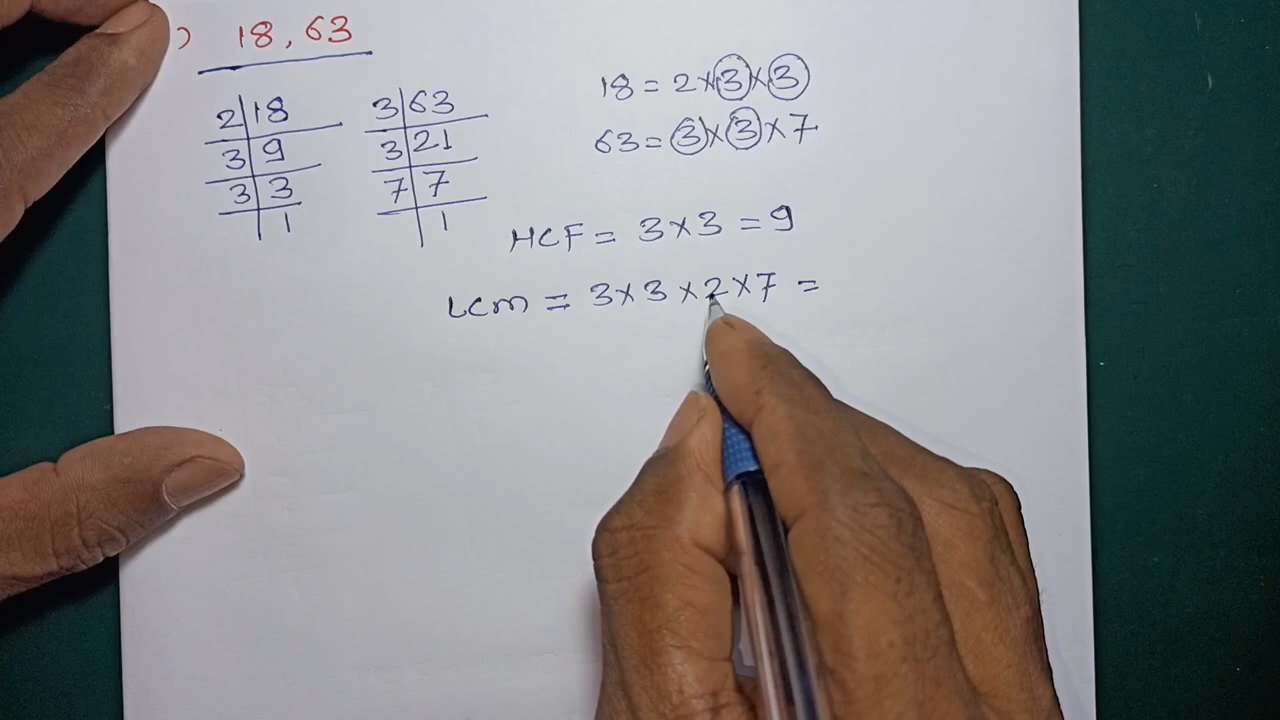 ) 18, 63
2 18
3 9
3 3
1
3 63
3 21
7 7
1
18 = 2 × 3 × 3
63 = 3 × 3 × 7
HCF = 3 × 3 = 9
LCM = 3 × 3 × 2 × 7 =